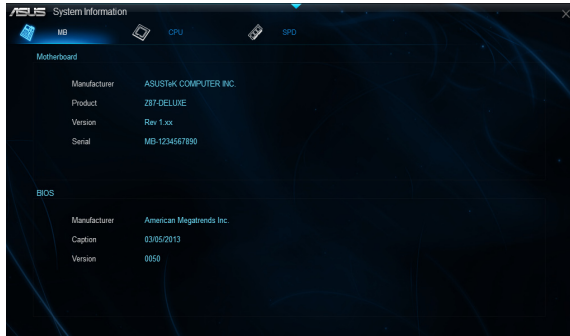 ASUS System Information
MB CPU SPD
Motherboard
Manufacturer ASUSTeK COMPUTER INC.
Product Z87-DELUXE
Version Rev 1.xx
Serial MB-1234567890
BIOS
Manufacturer American Megatrends Inc.
Caption 03/05/2013
Version 0050